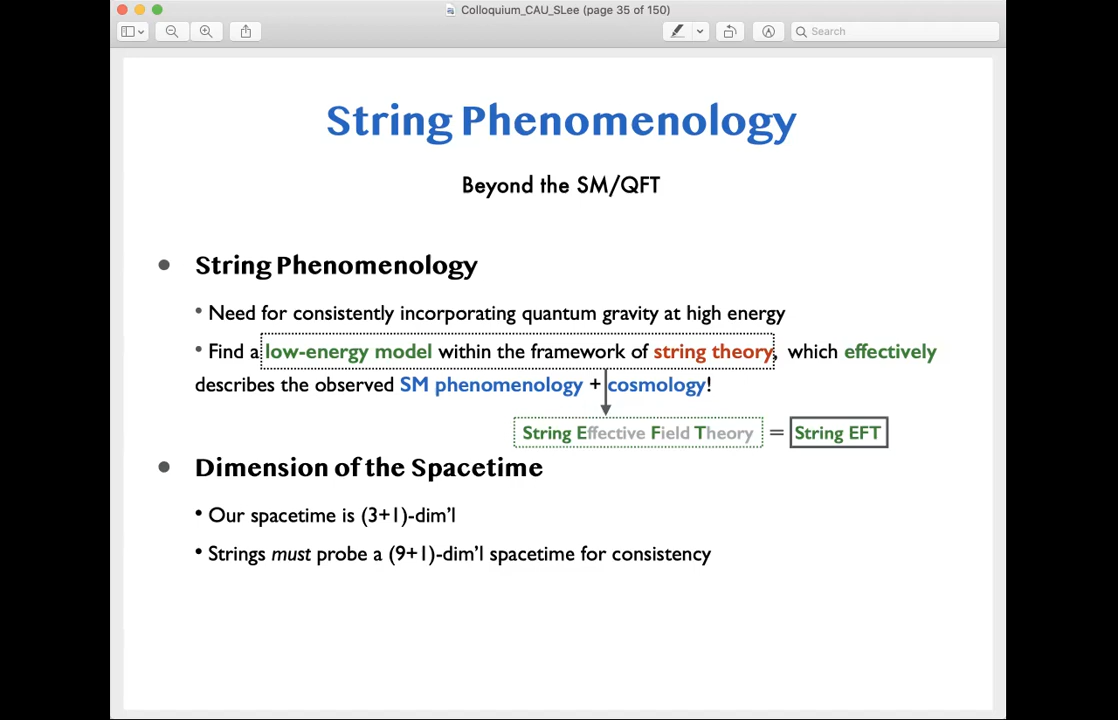 Colloquium_CAU_SLee (page 35 of 150)
Search
String Phenomenology
Beyond the SM/QFT
• String Phenomenology
• Need for consistently incorporating quantum gravity at high energy
• Find a low-energy model within the framework of string theory, which effectively
describes the observed SM phenomenology + cosmology!
String Effective Field Theory = String EFT
• Dimension of the Spacetime
• Our spacetime is (3+1)-dim'l
• Strings must probe a (9+1)-dim'l spacetime for consistency